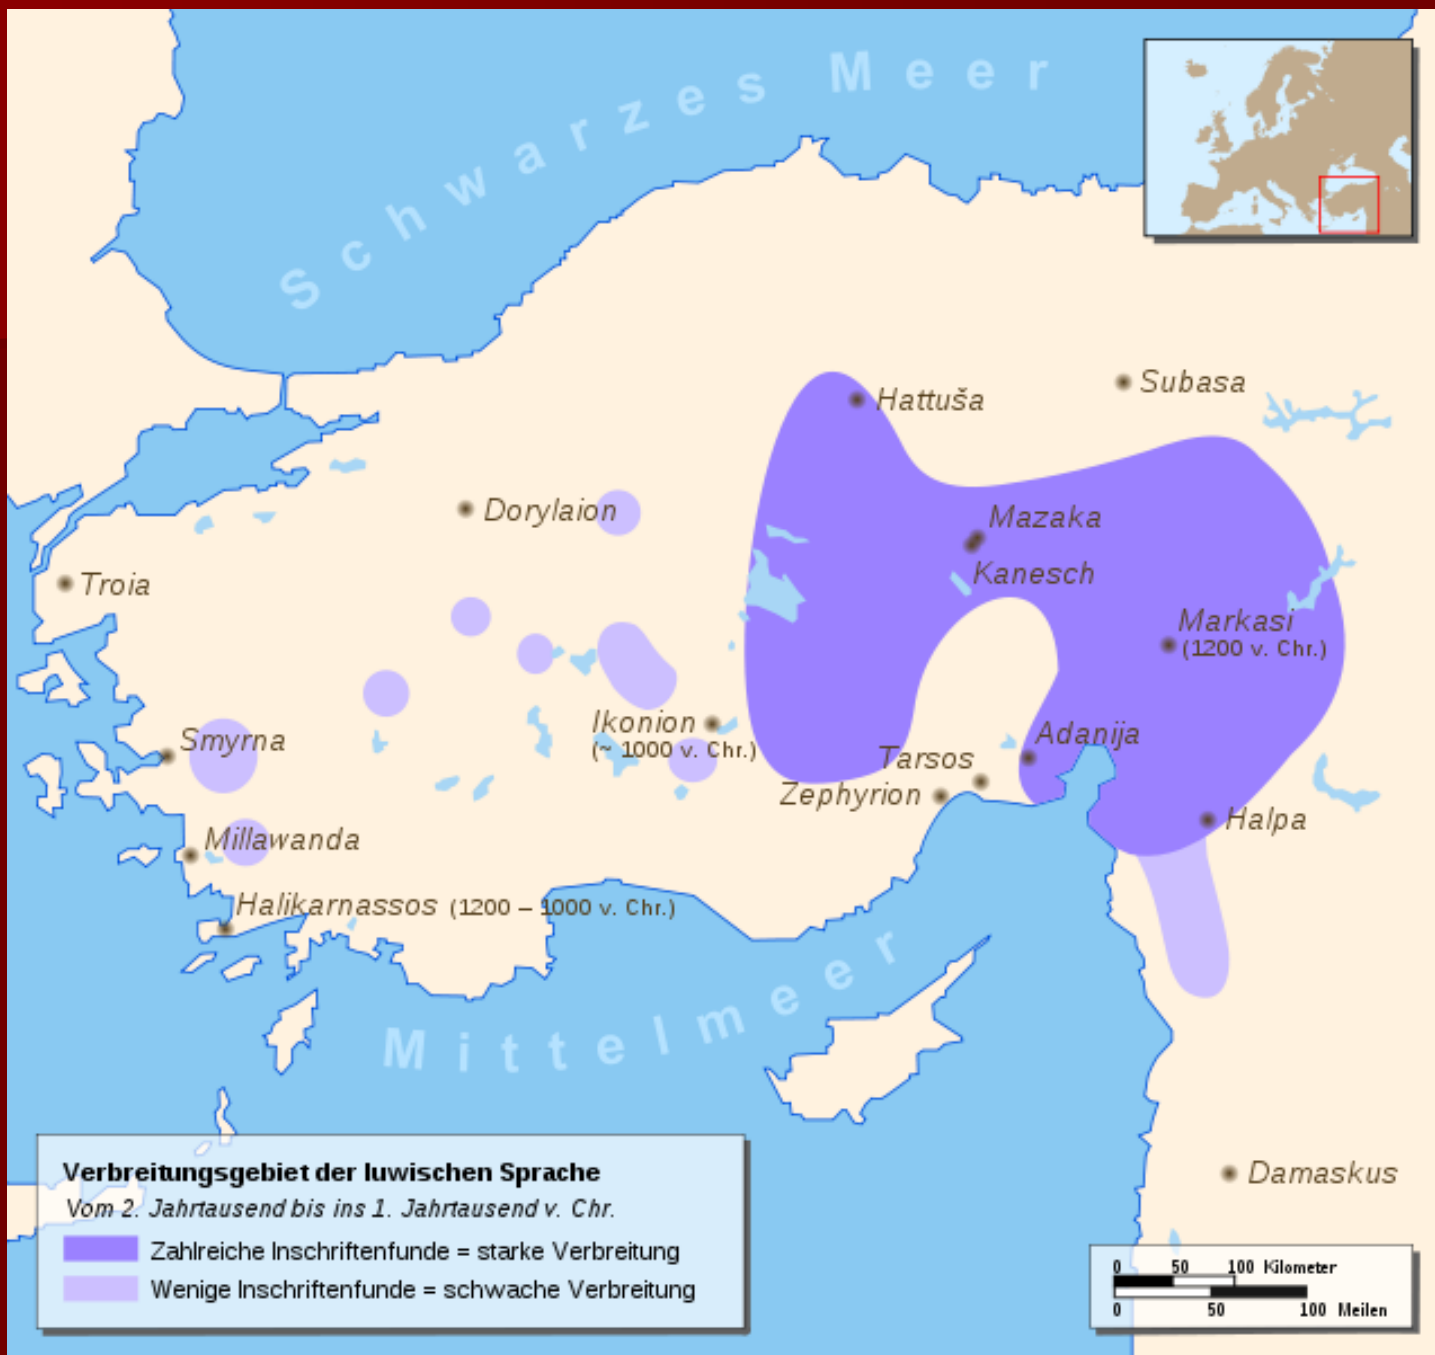 Schwarzes Meer
Hattuša
Subasa
Dorylaion
Mazaka
Kanesch
Troia
Markasi
(1200 v. Chr.)
Ikonion
(~ 1000 v. Chr.)
Smyrna
Adanija
Tarsos
Zephyrion
Halpa
Millawanda
Halikarnassos (1200 – 1000 v. Chr.)
Mittelmeer
Damaskus
Verbreitungsgebiet der luwischen Sprache
Vom 2. Jahrtausend bis ins 1. Jahrtausend v. Chr.
Zahlreiche Inschriftenfunde = starke Verbreitung
Wenige Inschriftenfunde = schwache Verbreitung
0 50 100 Kilometer
0 50 100 Meilen